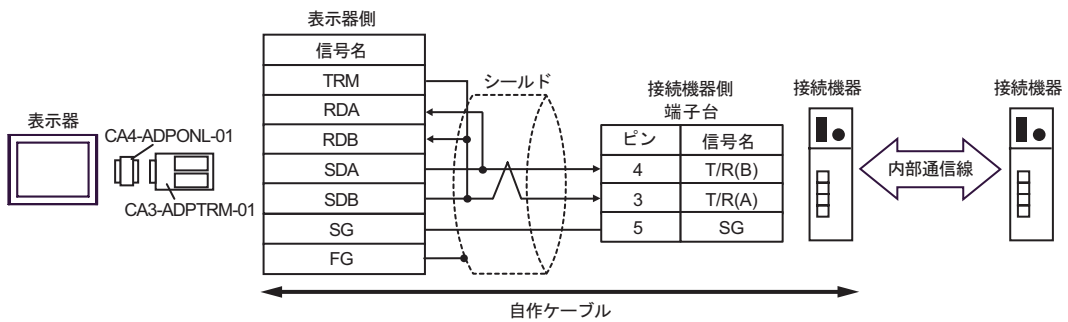 表示器側
信号名
TRM
RDA
RDB
SDA
SDB
SG
FG
シールド
接続機器側
端子台
ピン 信号名
4 T/R(B)
3 T/R(A)
5 SG
接続機器
接続機器
内部通信線
表示器
CA4-ADPONL-01
CA3-ADPTRM-01
自作ケーブル